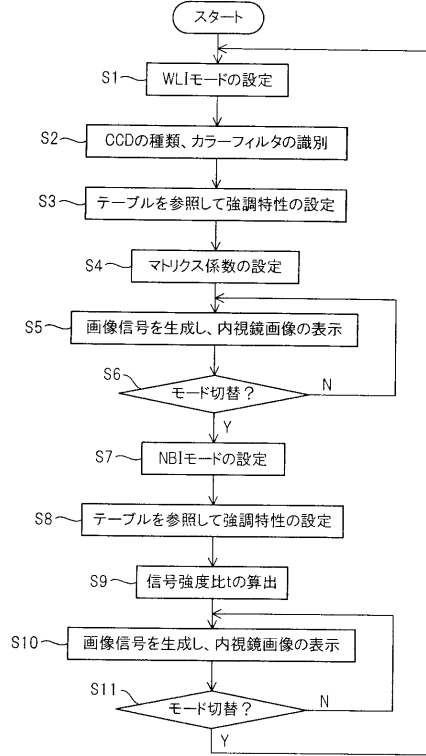 スタート
S1 WLIモードの設定
S2 CCDの種類、カラーフィルタの識別
S3 テーブルを参照して強調特性の設定
S4 マトリクス係数の設定
S5 画像信号を生成し、内視鏡画像の表示
S6 モード切替？ N
Y
S7 NBIモードの設定
S8 テーブルを参照して強調特性の設定
S9 信号強度比tの算出
S10 画像信号を生成し、内視鏡画像の表示
S11 モード切替？ N
Y